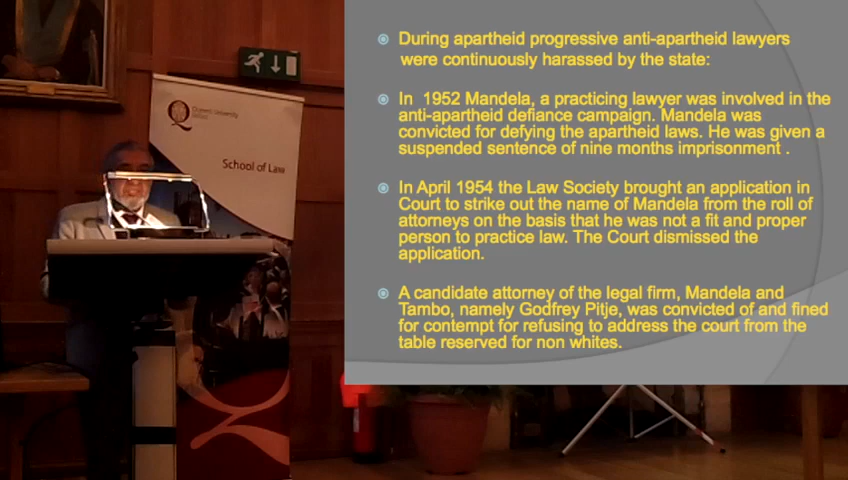 During apartheid progressive anti-apartheid lawyers
were continuously harassed by the state:
In 1952 Mandela, a practicing lawyer was involved in the
anti-apartheid defiance campaign. Mandela was
convicted for defying the apartheid laws. He was given a
suspended sentence of nine months imprisonment .
In April 1954 the Law Society brought an application in
Court to strike out the name of Mandela from the roll of
attorneys on the basis that he was not a fit and proper
person to practice law. The Court dismissed the
application.
A candidate attorney of the legal firm, Mandela and
Tambo, namely Godfrey Pitje, was convicted of and fined
for contempt for refusing to address the court from the
table reserved for non whites.
Queen's University
Belfast
School of Law